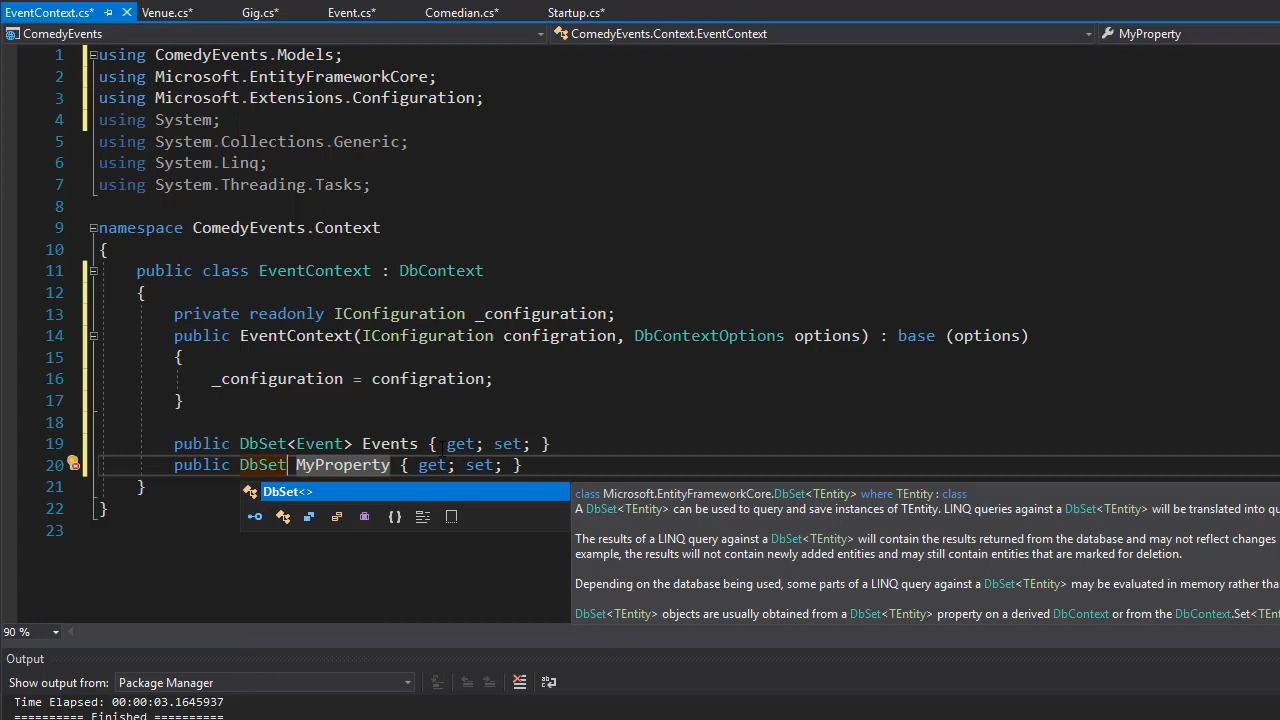 EventContext.cs* Venue.cs* Gig.cs* Event.cs* Comedian.cs* Startup.cs*
ComedyEvents ComedyEvents.Context.EventContext MyProperty
1 using ComedyEvents.Models;
2 using Microsoft.EntityFrameworkCore;
3 using Microsoft.Extensions.Configuration;
4 using System;
5 using System.Collections.Generic;
6 using System.Linq;
7 using System.Threading.Tasks;
8
9 namespace ComedyEvents.Context
10 {
11 public class EventContext : DbContext
12 {
13 private readonly IConfiguration _configuration;
14 public EventContext(IConfiguration configration, DbContextOptions options) : base (options)
15 {
16 _configuration = configration;
17 }
18
19 public DbSet<Event> Events { get; set; }
20 public DbSet MyProperty { get; set; }
21 }
22 }
23
DbSet<>
class Microsoft.EntityFrameworkCore.DbSet<TEntity> where TEntity : class
A DbSet<TEntity> can be used to query and save instances of TEntity. LINQ queries against a DbSet<TEntity> will be translated into qu
The results of a LINQ query against a DbSet<TEntity> will contain the results returned from the database and may not reflect changes
example, the results will not contain newly added entities and may still contain entities that are marked for deletion.
Depending on the database being used, some parts of a LINQ query against a DbSet<TEntity> may be evaluated in memory rather tha
DbSet<TEntity> objects are usually obtained from a DbSet<TEntity> property on a derived DbContext or from the DbContext.Set<TEn
90 %
Output
Show output from: Package Manager
Time Elapsed: 00:00:03.1645937
========== Finished ==========